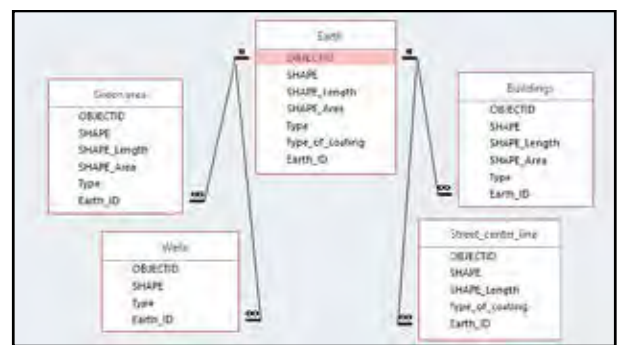 Earth
OBJECTID
SHAPE
SHAPE_Length
SHAPE_Area
Type
Type_of_coating
Earth_ID
Green area
OBJECTID
SHAPE
SHAPE_Length
SHAPE_Area
Type
Earth_ID
Buildings
OBJECTID
SHAPE
SHAPE_Length
SHAPE_Area
Type
Earth_ID
Wells
OBJECTID
SHAPE
Type
Earth_ID
Street_center_line
OBJECTID
SHAPE
SHAPE_Length
Type_of_coating
Earth_ID